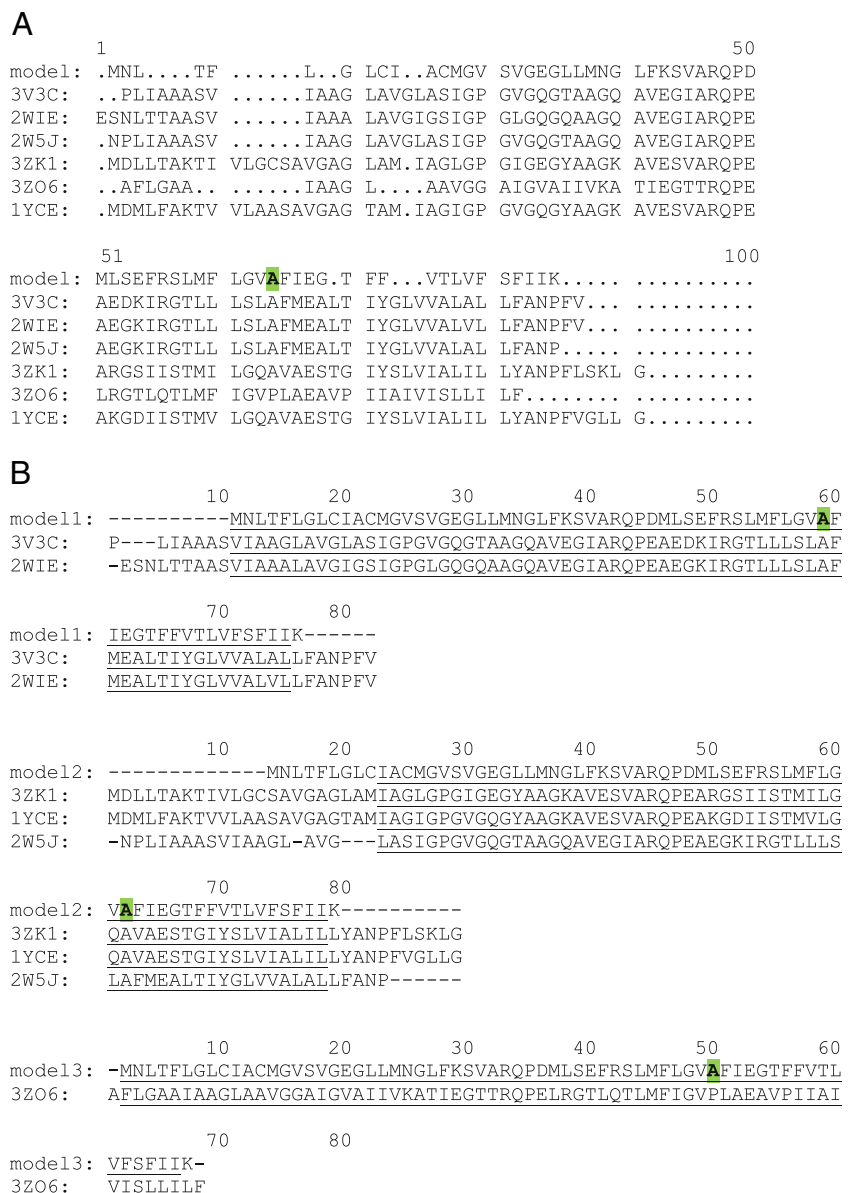 A
1 50
model: .MNL....TF ......L..G LCI..ACMGV SVGEGLLMNG LFKSVARQPD
3V3C: ..PLIAAASV ......IAAG LAVGLASIGP GVGQGTAAGQ AVEGIARQPE
2WIE: ESNLTTAASV ......IAAA LAVGIGSIGP GLGQGQAAGQ AVEGIARQPE
2W5J: .NPLIAAASV ......IAAG LAVGLASIGP GVGQGTAAGQ AVEGIARQPE
3ZK1: .MDLLTAKTI VLGCSAVGAG LAM.IAGLGP GIGEGYAAGK AVESVARQPE
3ZO6: ..AFLGAA.. ......IAAG L....AAVGG AIGVAIIVKA TIEGTTRQPE
1YCE: .MDMLFAKTV VLAASAVGAG TAM.IAGIGP GVGQGYAAGK AVESVARQPE
51 100
model: MLSEFRSLMF LGVAFIEG.T FF...VTLVF SFIIK..... ..........
3V3C: AEDKIRGTLL LSLAFMEALT IYGLVVALAL LFANPFV... ..........
2WIE: AEGKIRGTLL LSLAFMEALT IYGLVVALVL LFANPFV... ..........
2W5J: AEGKIRGTLL LSLAFMEALT IYGLVVALAL LFANP..... ..........
3ZK1: ARGSIISTMI LGQAVAESTG IYSLVIALIL LYANPFLSKL G.........
3ZO6: LRGTLQTLMF IGVPLAEAVP IIAIVISLLI LF........ ..........
1YCE: AKGDIISTMV LGQAVAESTG IYSLVIALIL LYANPFVGLL G.........
B
10 20 30 40 50 60
model1: ----------MNLTFLGLCIACMGVSVGEGLLMNGLFKSVARQPDMLSEFRSLMFLGVAF
3V3C: P---LIAAASVIAAGLAVGLASIGPGVGQGTAAGQAVEGIARQPEAEDKIRGTLLLSLAF
2WIE: -ESNLTTAASVIAAALAVGIGSIGPGLGQGQAAGQAVEGIARQPEAEGKIRGTLLLSLAF
70 80
model1: IEGTFFVTLVFSFIIK------
3V3C: MEALTIYGLVVALALLFANPFV
2WIE: MEALTIYGLVVALVLLFANPFV
10 20 30 40 50 60
model2: -------------MNLTFLGLCIACMGVSVGEGLLMNGLFKSVARQPDMLSEFRSLMFLG
3ZK1: MDLLTAKTIVLGCSAVGAGLAMIAGLGPGIGEGYAAGKAVESVARQPEARGSIISTMILG
1YCE: MDMLFAKTVVLAASAVGAGTAMIAGIGPGVGQGYAAGKAVESVARQPEAKGDIISTMVLG
2W5J: -NPLIAAASVIAAGL-AVG---LASIGPGVGQGTAAGQAVEGIARQPEAEGKIRGTLLLS
70 80
model2: VAFIEGTFFVTLVFSFIIK----------
3ZK1: QAVAESTGIYSLVIALILLYANPFLSKLG
1YCE: QAVAESTGIYSLVIALILLYANPFVGLLG
2W5J: LAFMEALTIYGLVVALALLFANP------
10 20 30 40 50 60
model3: -MNLTFLGLCIACMGVSVGEGLLMNGLFKSVARQPDMLSEFRSLMFLGVAFIEGTFFVTL
3ZO6: AFLGAAIAAGLAAVGGAIGVAIIVKATIEGTTRQPELRGTLQTLMFIGVPLAEAVPIIAI
70 80
model3: VFSFIIK-
3ZO6: VISLLILF